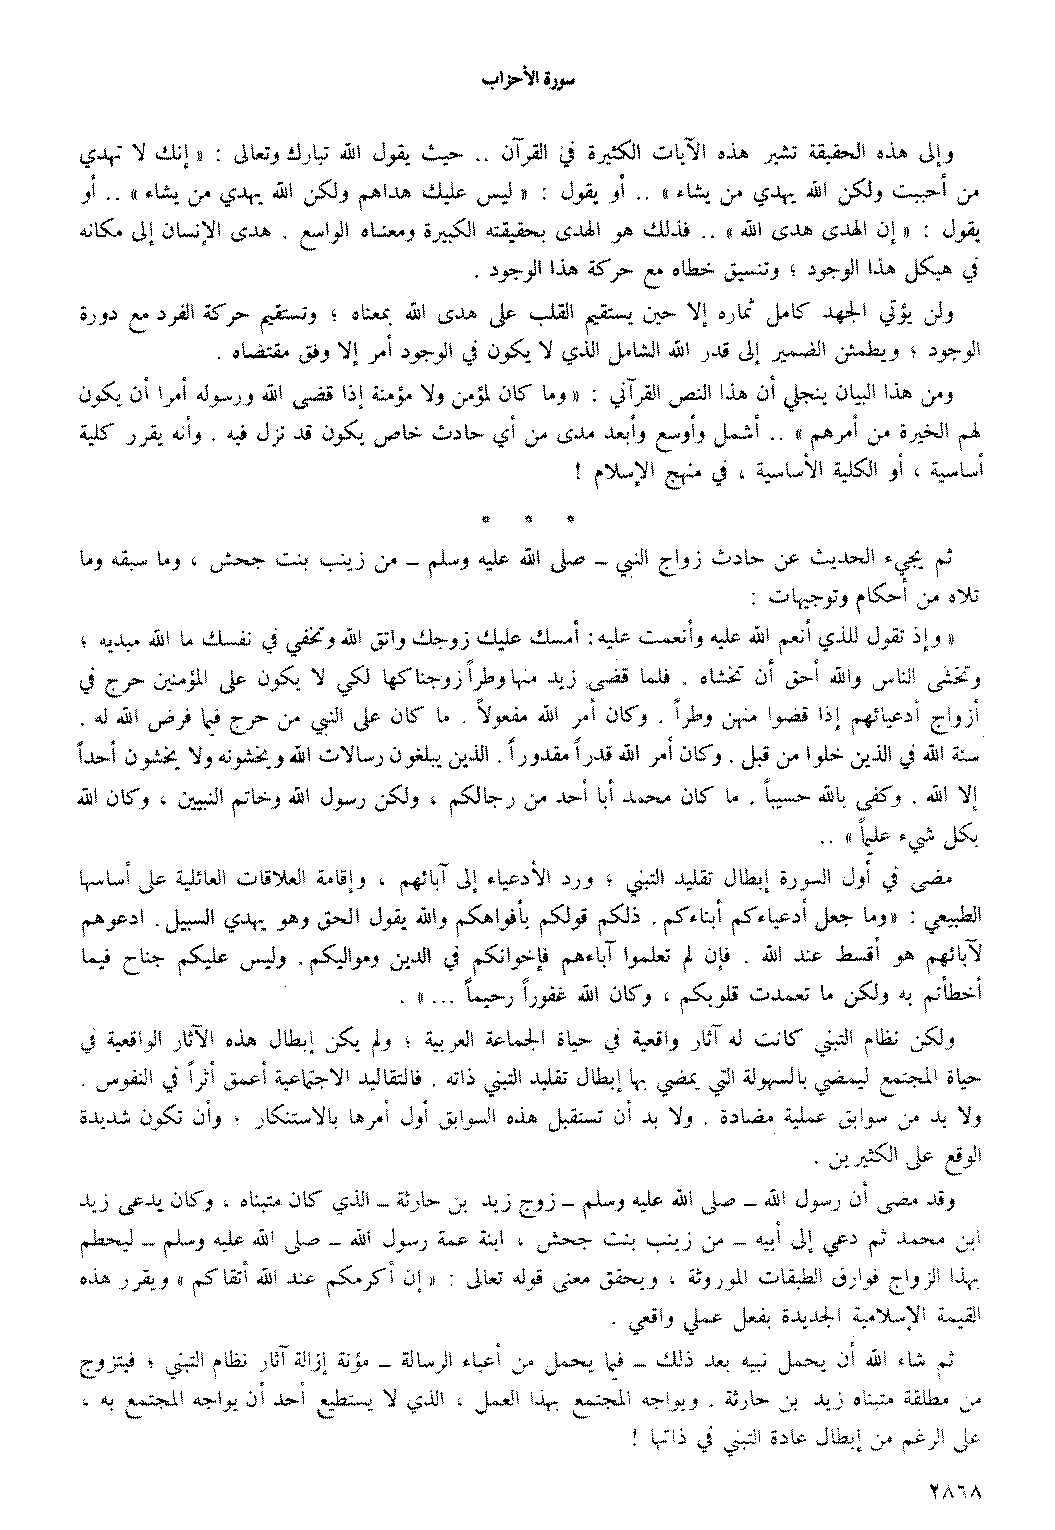 سورة الأحزاب
وإلى هذه الحقيقة تشير هذه الآيات الكثيرة في القرآن .. حيث يقول الله تبارك وتعالى : « إنك لا تهدي
من أحببت ولكن الله يهدي من يشاء » .. أو يقول : « ليس عليك هداهم ولكن الله يهدي من يشاء » .. أو
يقول : « إن الهدى هدى الله » .. فذلك هو الهدى بحقيقته الكبيرة ومعناه الواسع . هدى الإنسان إلى مكانه
في هيكل هذا الوجود ؛ وتنسيق خطاه مع حركة هذا الوجود .
ولن يؤتي الجهد كامل ثماره إلا حين يستقيم القلب على هدى الله بمعناه ؛ وتستقيم حركة الفرد مع دورة
الوجود ؛ ويطمئن الضمير إلى قدر الله الشامل الذي لا يكون في الوجود أمر إلا وفق مقتضاه .
ومن هذا البيان ينجلي أن هذا النص القرآني : « وما كان لمؤمن ولا مؤمنة إذا قضى الله ورسوله أمرا أن يكون
لهم الخيرة من أمرهم » .. أشمل وأوسع وأبعد مدى من أي حادث خاص يكون قد نزل فيه . وأنه يقرر كلية
أساسية ، أو الكلية الأساسية ، في منهج الإسلام !
* * *
ثم يجيء الحديث عن حادث زواج النبي – صلى الله عليه وسلم – من زينب بنت جحش ، وما سبقه وما
تلاه من أحكام وتوجيهات :
« وإذ تقول للذي أنعم الله عليه وأنعمت عليه: أمسك عليك زوجك واتق الله وتخفي في نفسك ما الله مبديه ؛
وتخشى الناس والله أحق أن تخشاه . فلما قضى زيد منها وطراً زوجناكها لكي لا يكون على المؤمنين حرج في
أزواج أدعيائهم إذا قضوا منهن وطراً . وكان أمر الله مفعولاً . ما كان على النبي من حرج فيما فرض الله له .
سنة الله في الذين خلوا من قبل . وكان أمر الله قدراً مقدوراً . الذين يبلغون رسالات الله ويخشونه ولا يخشون أحداً
إلا الله . وكفى بالله حسيباً . ما كان محمد أبا أحد من رجالكم ، ولكن رسول الله وخاتم النبيين ، وكان الله
بكل شيء عليماً » ..
مضى في أول السورة إبطال تقليد التبني ؛ ورد الأدعياء إلى آبائهم ، وإقامة العلاقات العائلية على أساسها
الطبيعي : «وما جعل أدعياءكم أبناءكم. ذلكم قولكم بأفواهكم والله يقول الحق وهو يهدي السبيل. ادعوهم
لآبائهم هو أقسط عند الله . فإن لم تعلموا آباءهم فإخوانكم في الدين ومواليكم. وليس عليكم جناح فيما
أخطأتم به ولكن ما تعمدت قلوبكم ، وكان الله غفوراً رحيماً ...» .
ولكن نظام التبني كانت له آثار واقعية في حياة الجماعة العربية ؛ ولم يكن إبطال هذه الآثار الواقعية في
حياة المجتمع ليمضي بالسهولة التي يمضي بها إبطال تقليد التبني ذاته . فالتقاليد الاجتماعية أعمق أثراً في النفوس .
ولا بد من سوابق عملية مضادة . ولا بد أن تستقبل هذه السوابق أول أمرها بالاستنكار ؛ وأن تكون شديدة
الوقع على الكثيرين .
وقد مضى أن رسول الله – صلى الله عليه وسلم – زوج زيد بن حارثة – الذي كان متبناه ، وكان يدعى زيد
ابن محمد ثم دعي إلى أبيه – من زينب بنت جحش ، ابنة عمة رسول الله – صلى الله عليه وسلم – ليحطم
بهذا الزواج فوارق الطبقات الموروثة ، ويحقق معنى قوله تعالى : « إن أكرمكم عند الله أتقاكم » ويقرر هذه
القيمة الإسلامية الجديدة بفعل عملي واقعي .
ثم شاء الله أن يحمل نبيه بعد ذلك – فيما يحمل من أعباء الرسالة – مؤنة إزالة آثار نظام التبني ؛ فيتزوج
من مطلقة متبناه زيد بن حارثة . ويواجه المجتمع بهذا العمل ، الذي لا يستطيع أحد أن يواجه المجتمع به ،
على الرغم من إبطال عادة التبني في ذاتها !
٢٨٦٨